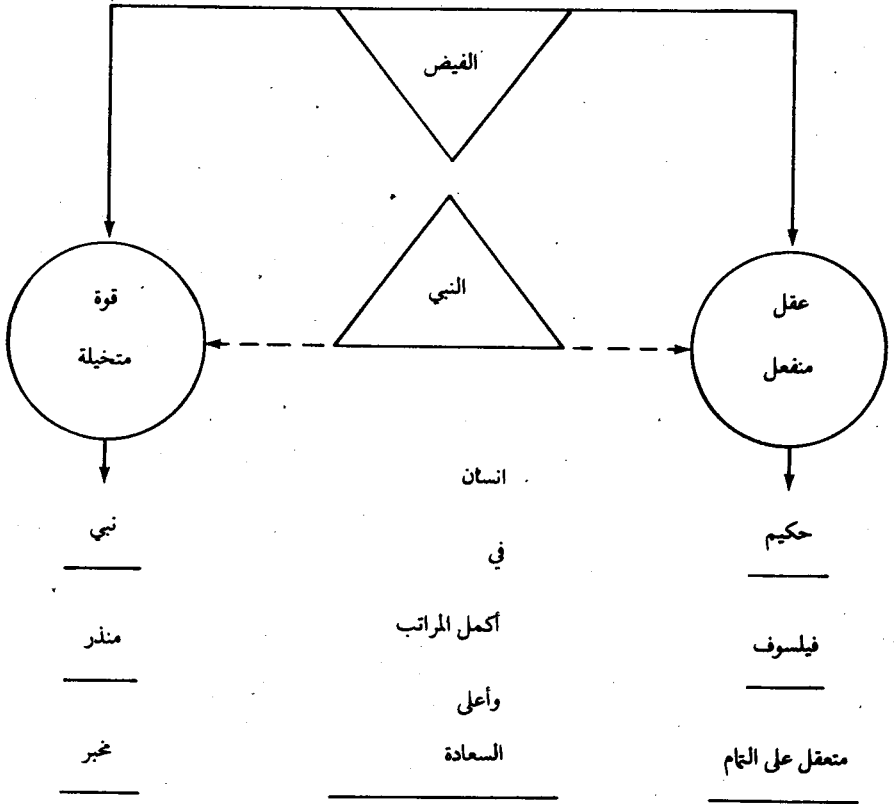 الفيض
النبي
عقل
منفعل
قوة
متخيلة
حكيم
فيلسوف
متعقل على التمام
انسان
في
أكمل المراتب
وأعلى
السعادة
نبي
منذر
مخبر